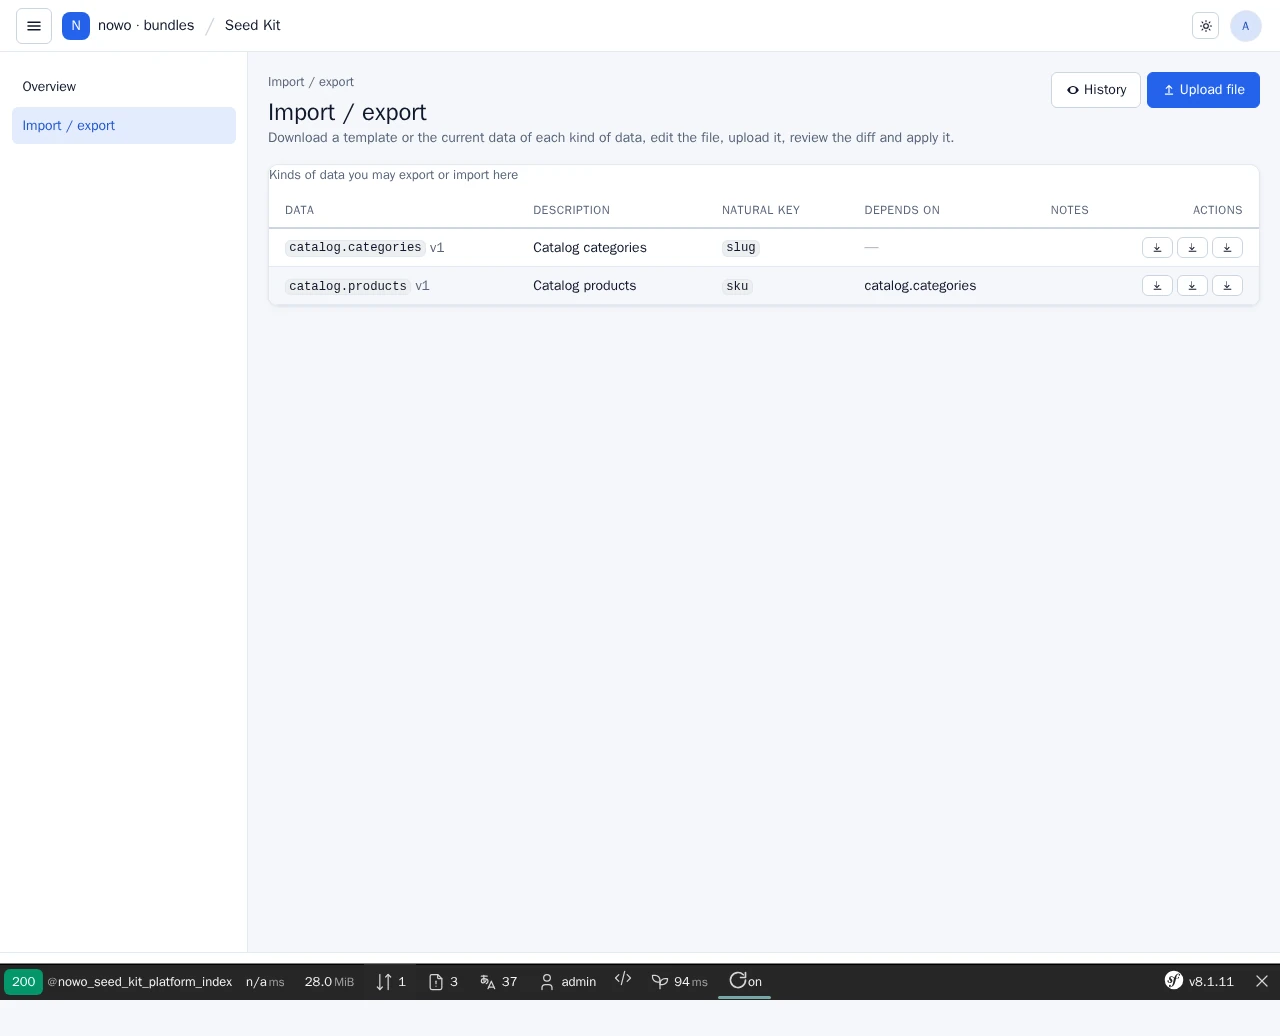 N nowo · bundles / Seed Kit A
Overview
Import / export
Import / export
History
Upload file
Import / export
Download a template or the current data of each kind of data, edit the file, upload it, review the diff and apply it.
Kinds of data you may export or import here
DATA DESCRIPTION NATURAL KEY DEPENDS ON NOTES ACTIONS
catalog.categories v1 Catalog categories slug —
catalog.products v1 Catalog products sku catalog.categories
200 @nowo_seed_kit_platform_index n/a ms 28.0 MiB 1 3 37 admin 94 ms on sf v8.1.11